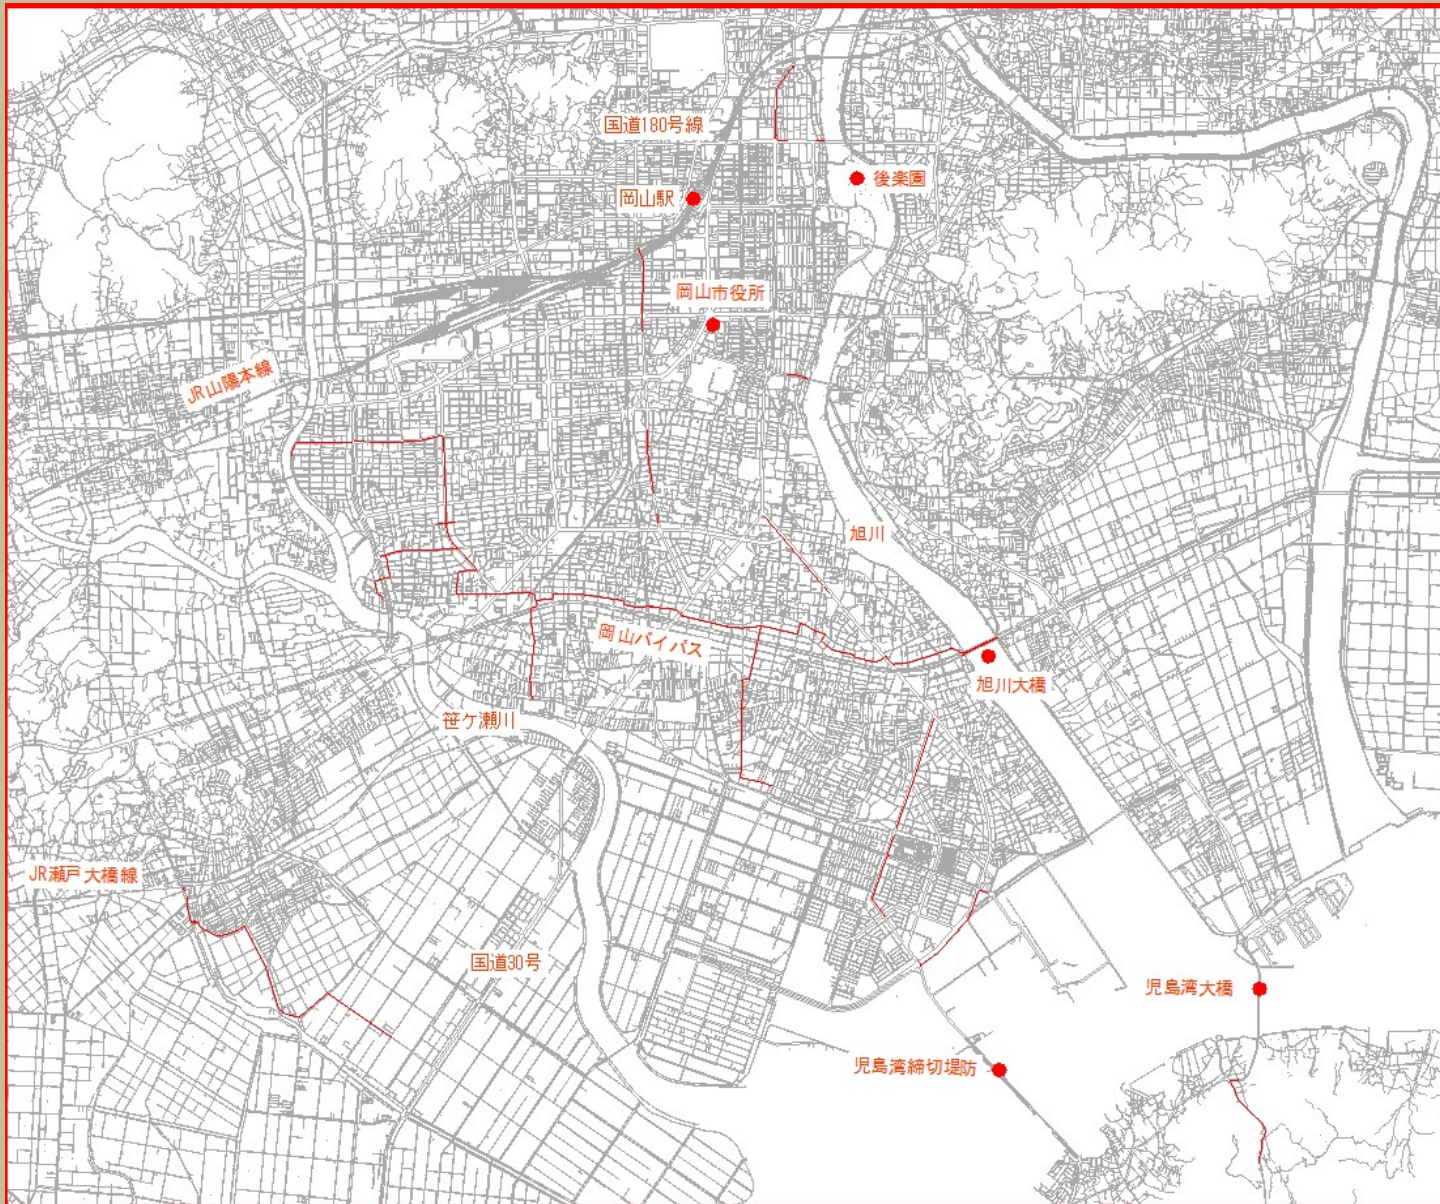 国道180号線
後楽園
岡山駅
岡山市役所
JR山陽本線
旭川
岡山バイパス
旭川大橋
笹ケ瀬川
JR瀬戸大橋線
国道30号
児島湾大橋
児島湾締切堤防